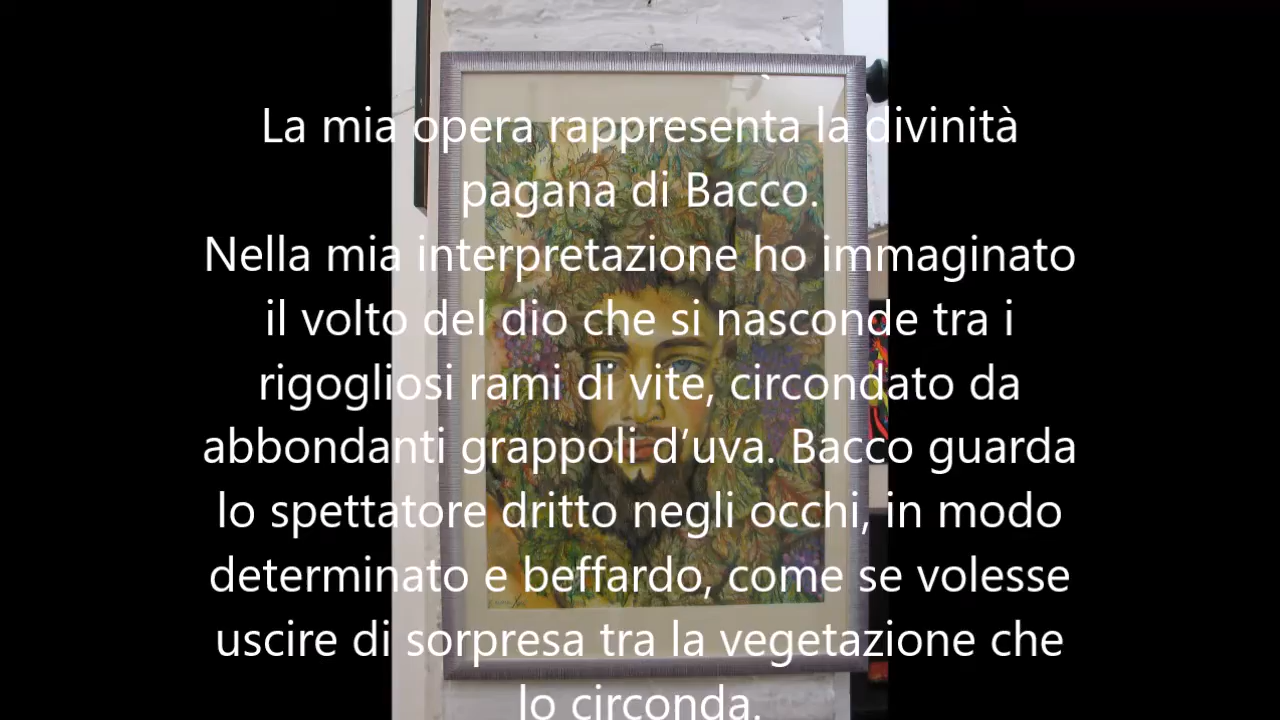 La mia opera rappresenta la divinità
pagana di Bacco.
Nella mia interpretazione ho immaginato
il volto del dio che si nasconde tra i
rigogliosi rami di vite, circondato da
abbondanti grappoli d’uva. Bacco guarda
lo spettatore dritto negli occhi, in modo
determinato e beffardo, come se volesse
uscire di sorpresa tra la vegetazione che
lo circonda.